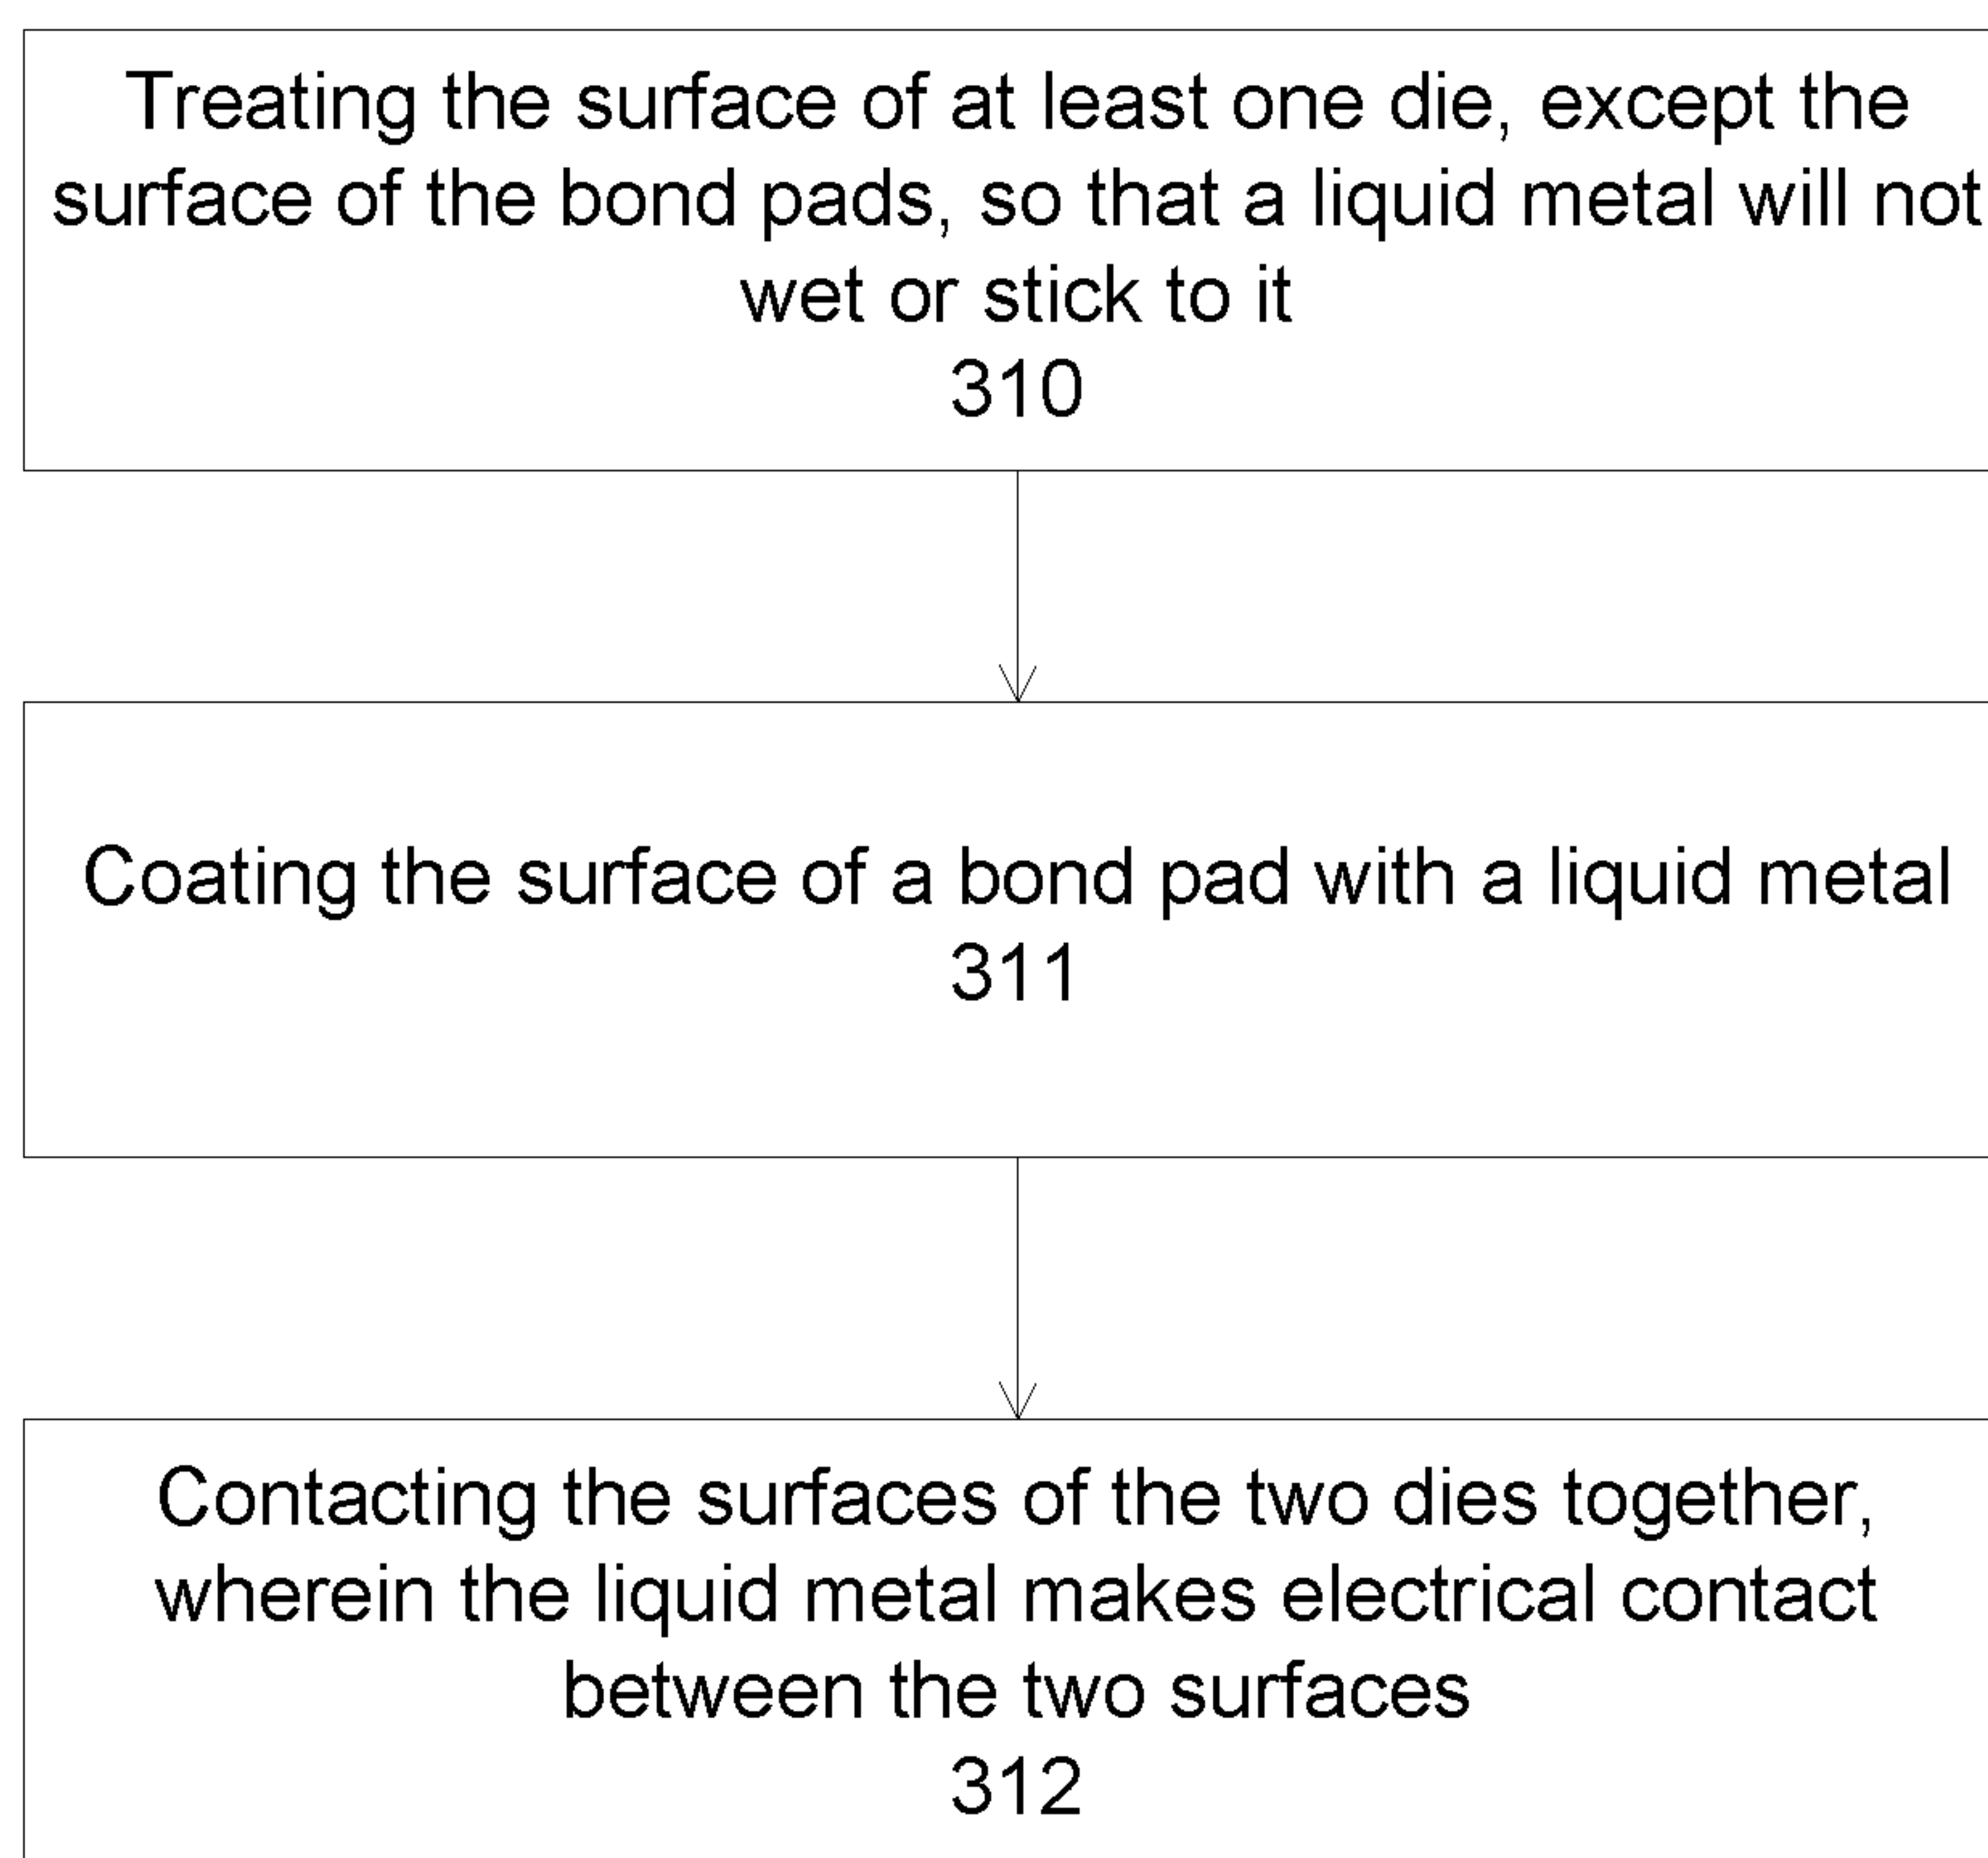 Treating the surface of at least one die, except the
surface of the bond pads, so that a liquid metal will not
wet or stick to it
310
Coating the surface of a bond pad with a liquid metal
311
Contacting the surfaces of the two dies together,
wherein the liquid metal makes electrical contact
between the two surfaces
312